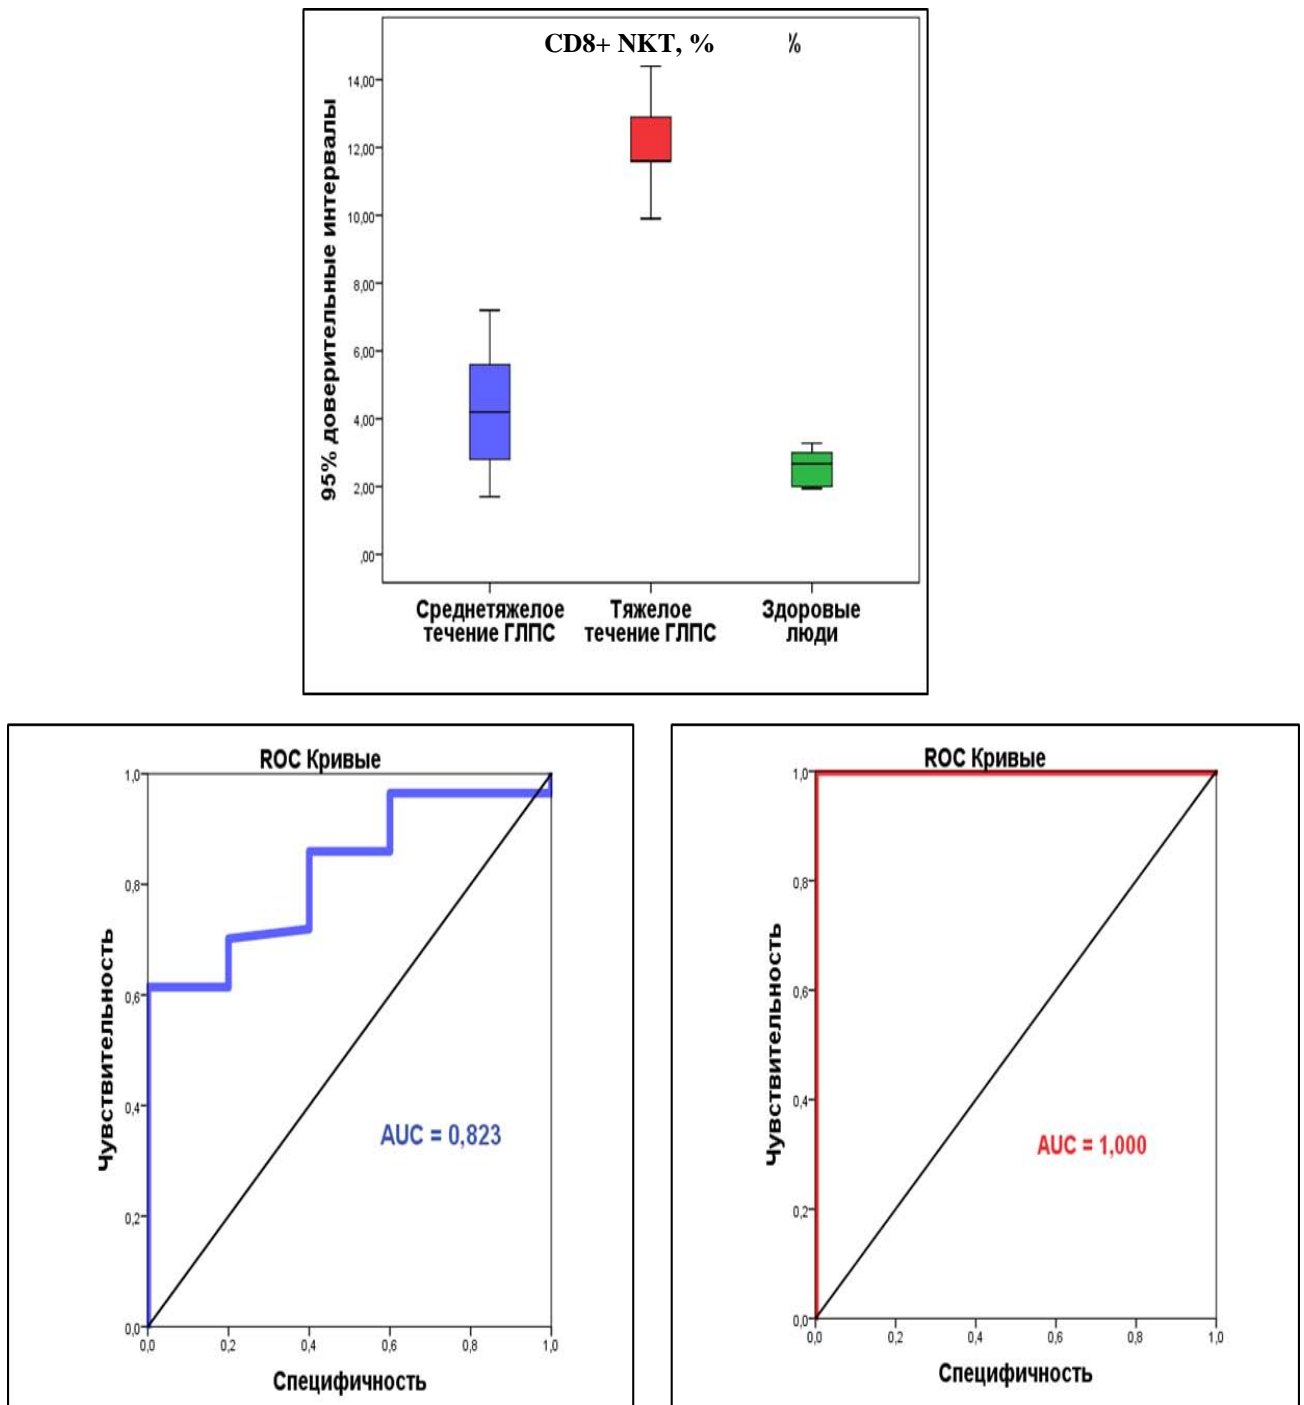 CD8+ NKT, % %
95% доверительные интервалы
14,00
12,00
10,00
8,00
6,00
4,00
2,00
,00
Среднетяжелое
течение ГЛПС
Тяжелое
течение ГЛПС
Здоровые
люди
ROC Кривые
Чувствительность
1,0
0,8
0,6
0,4
0,2
0,0
AUC = 0,823
0,0 0,2 0,4 0,6 0,8 1,0
Специфичность
ROC Кривые
Чувствительность
1,0
0,8
0,6
0,4
0,2
0,0
AUC = 1,000
0,0 0,2 0,4 0,6 0,8 1,0
Специфичность